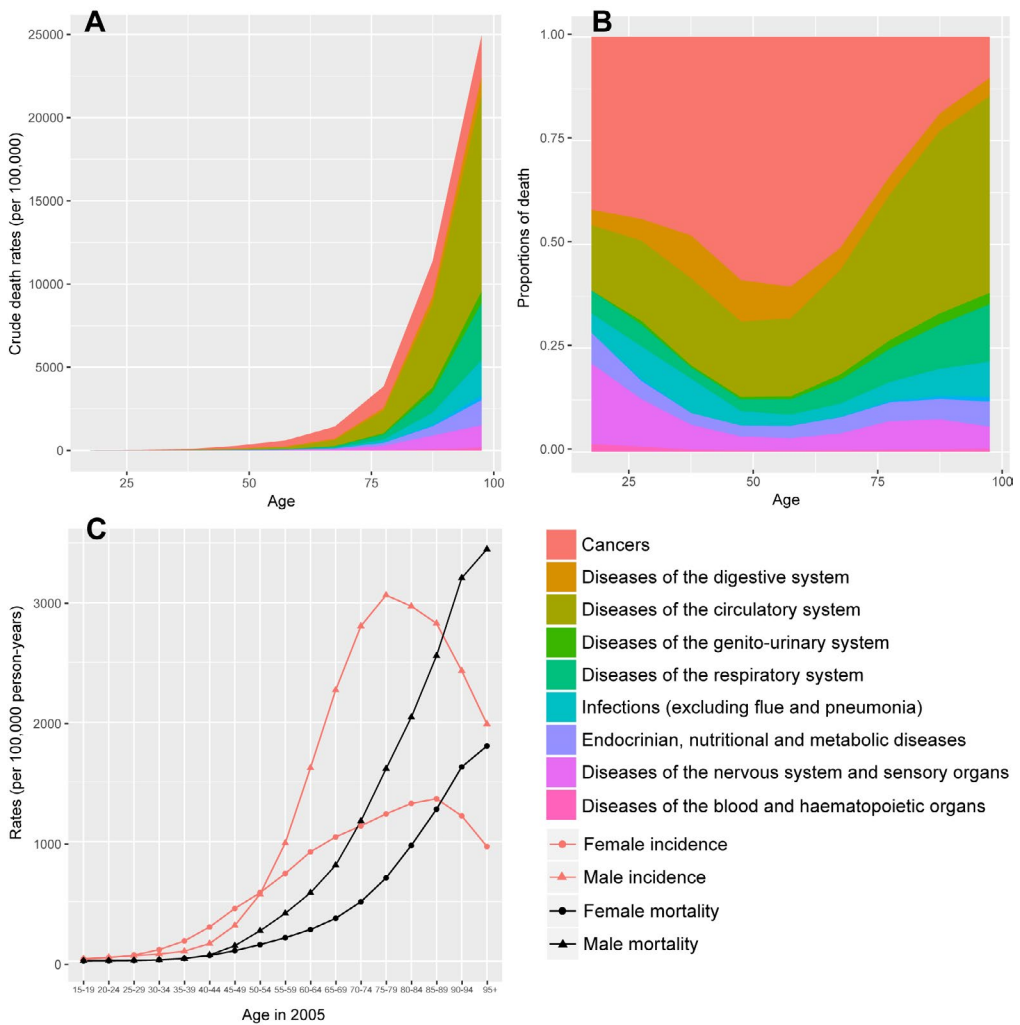 A
Crude death rates (per 100,000)
25000
20000
15000
10000
5000
0
25
50
75
100
Age
B
Proportions of death
1.00
0.75
0.50
0.25
0.00
25
50
75
100
Age
C
Rates (per 100,000 person-years)
3000
2000
1000
0
15-19 20-24 25-29 30-34 35-39 40-44 45-49 50-54 55-59 60-64 65-69 70-74 75-79 80-84 85-89 90-94 95+
Age in 2005
Cancers
Diseases of the digestive system
Diseases of the circulatory system
Diseases of the genito-urinary system
Diseases of the respiratory system
Infections (excluding flue and pneumonia)
Endocrinian, nutritional and metabolic diseases
Diseases of the nervous system and sensory organs
Diseases of the blood and haematopoietic organs
Female incidence
Male incidence
Female mortality
Male mortality